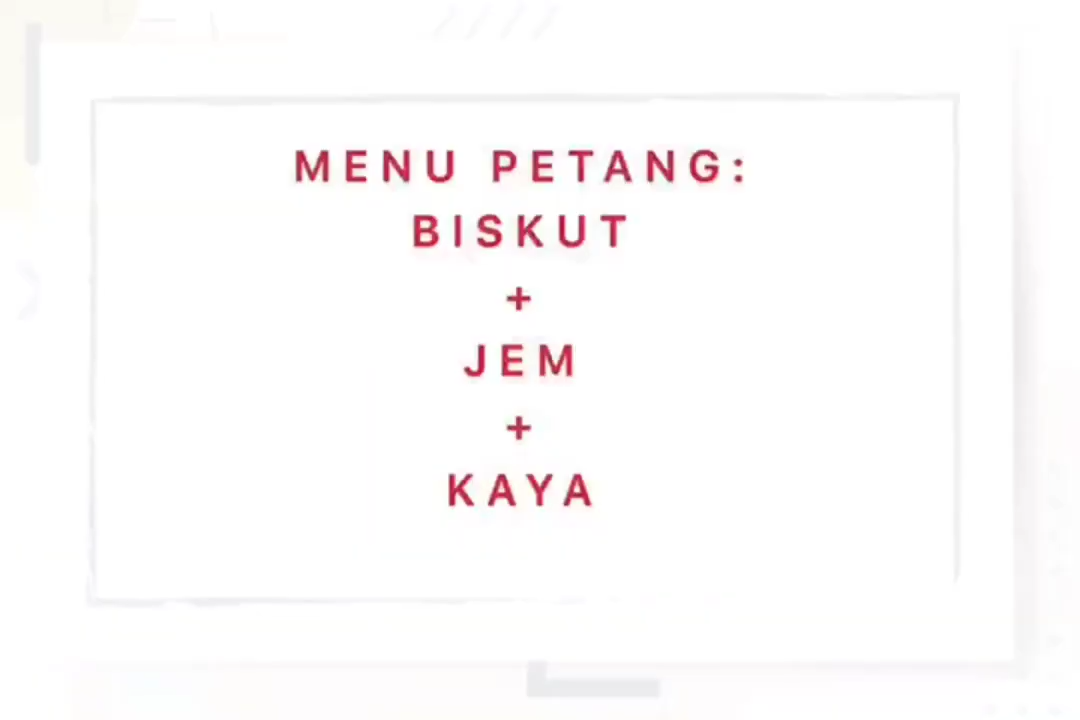 MENU PETANG:
BISKUT
+
JEM
+
KAYA